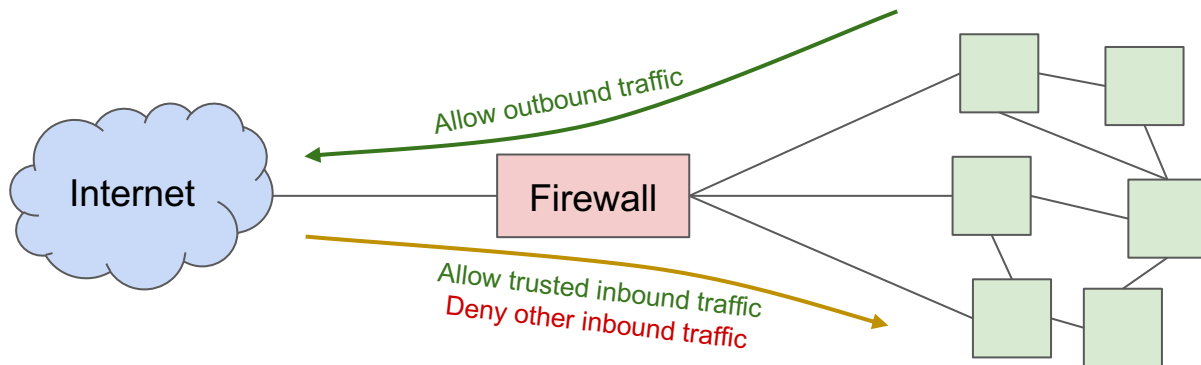 Allow outbound traffic
Internet
Firewall
Allow trusted inbound traffic
Deny other inbound traffic